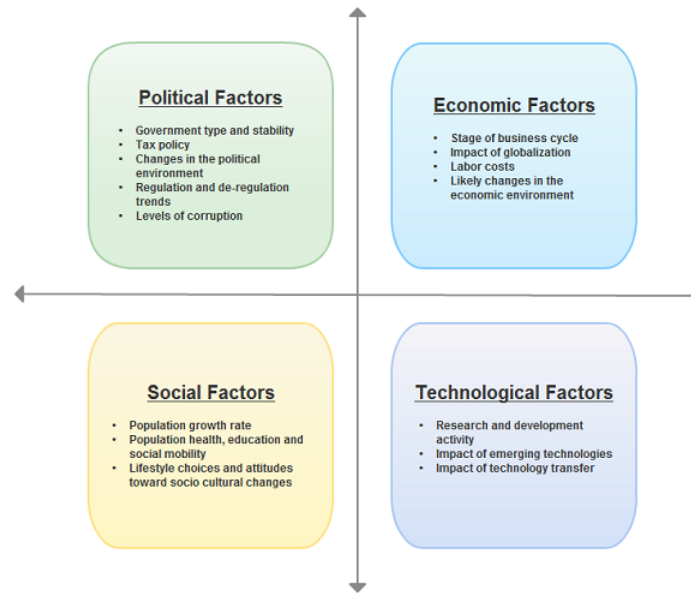 Political Factors
• Government type and stability
• Tax policy
• Changes in the political
environment
• Regulation and de-regulation
trends
• Levels of corruption
Economic Factors
• Stage of business cycle
• Impact of globalization
• Labor costs
• Likely changes in the
economic environment
Social Factors
• Population growth rate
• Population health, education and
social mobility
• Lifestyle choices and attitudes
toward socio cultural changes
Technological Factors
• Research and development
activity
• Impact of emerging technologies
• Impact of technology transfer